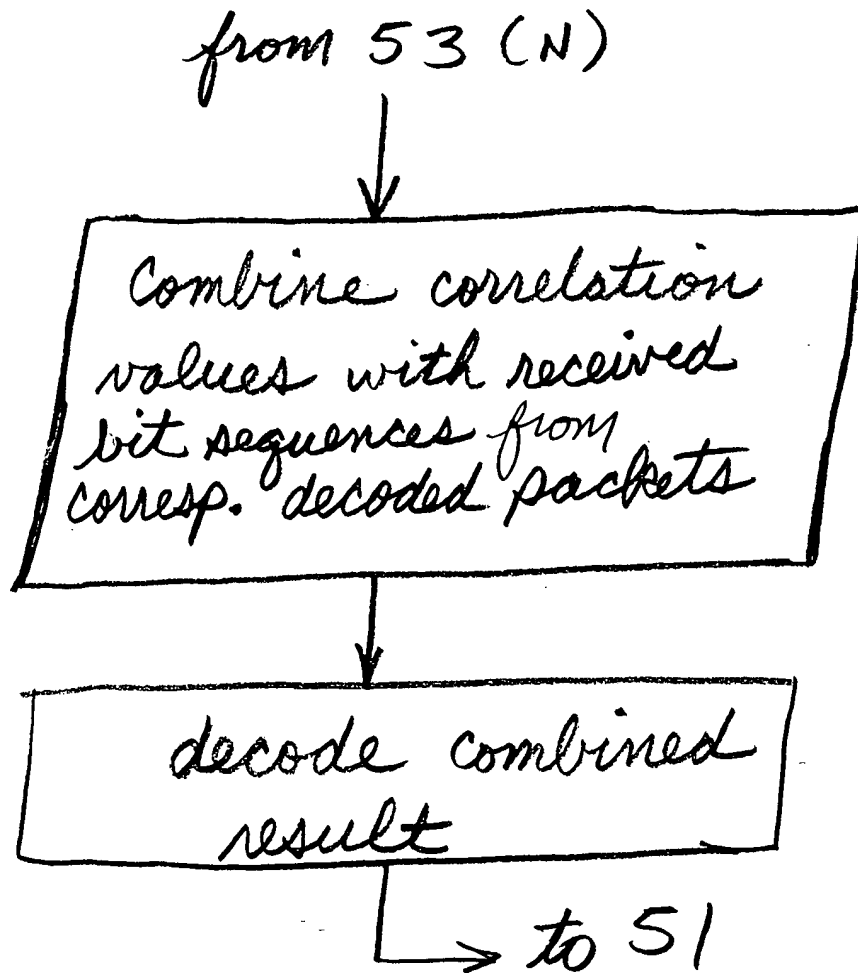 from 53 (N)
Combine correlation
values with received
bit sequences from
corresp. decoded packets
decode combined
result
to 51